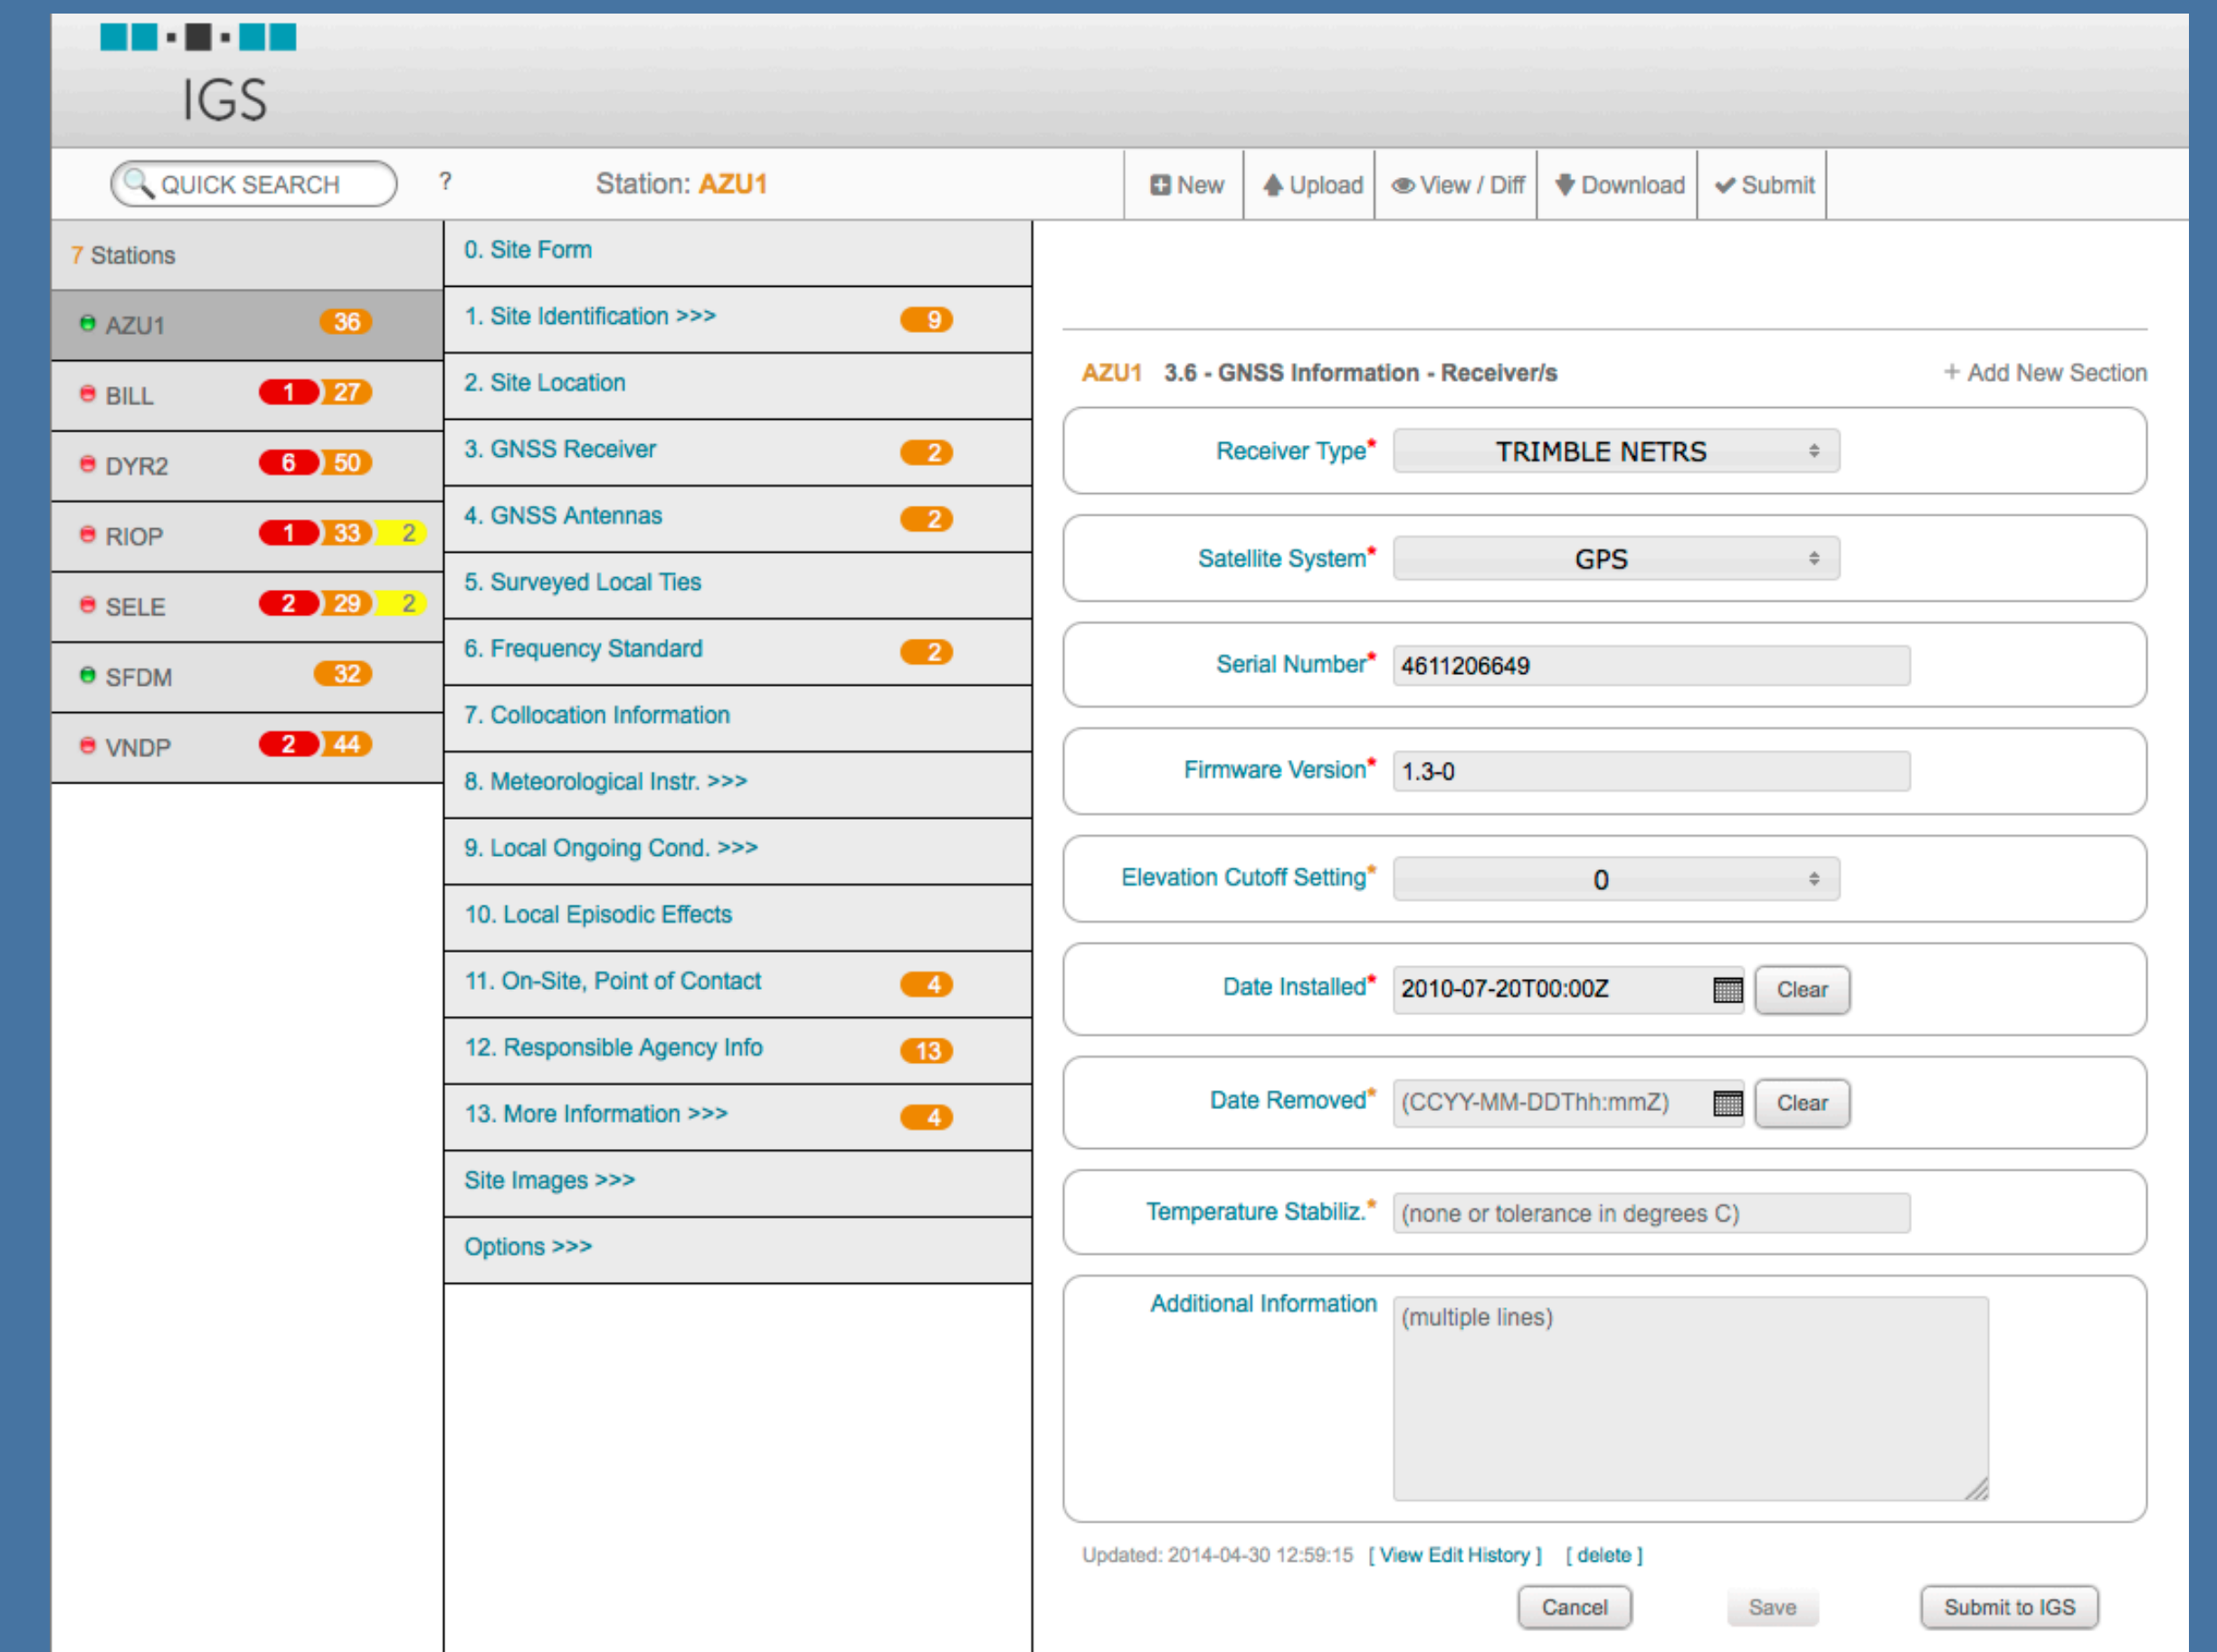 IGS
QUICK SEARCH ? Station: AZU1 New Upload View / Diff Download Submit
7 Stations
AZU1 36
BILL 1 27
DYR2 6 50
RIOP 1 33 2
SELE 2 29 2
SFDM 32
VNDP 2 44
0. Site Form
1. Site Identification >>> 9
2. Site Location
3. GNSS Receiver 2
4. GNSS Antennas 2
5. Surveyed Local Ties
6. Frequency Standard 2
7. Collocation Information
8. Meteorological Instr. >>>
9. Local Ongoing Cond. >>>
10. Local Episodic Effects
11. On-Site, Point of Contact 4
12. Responsible Agency Info 13
13. More Information >>> 4
Site Images >>>
Options >>>
AZU1 3.6 - GNSS Information - Receiver/s + Add New Section
Receiver Type* TRIMBLE NETRS
Satellite System* GPS
Serial Number* 4611206649
Firmware Version* 1.3-0
Elevation Cutoff Setting* 0
Date Installed* 2010-07-20T00:00Z Clear
Date Removed* (CCYY-MM-DDThh:mmZ) Clear
Temperature Stabiliz.* (none or tolerance in degrees C)
Additional Information (multiple lines)
Updated: 2014-04-30 12:59:15 [ View Edit History ] [ delete ]
Cancel Save Submit to IGS